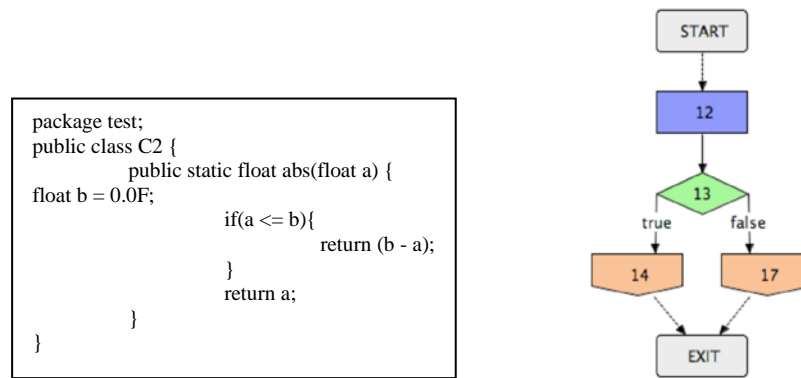 package test;
public class C2 {
public static float abs(float a) {
float b = 0.0F;
if(a <= b){
return (b - a);
}
return a;
}
}
START
12
13
true false
14 17
EXIT